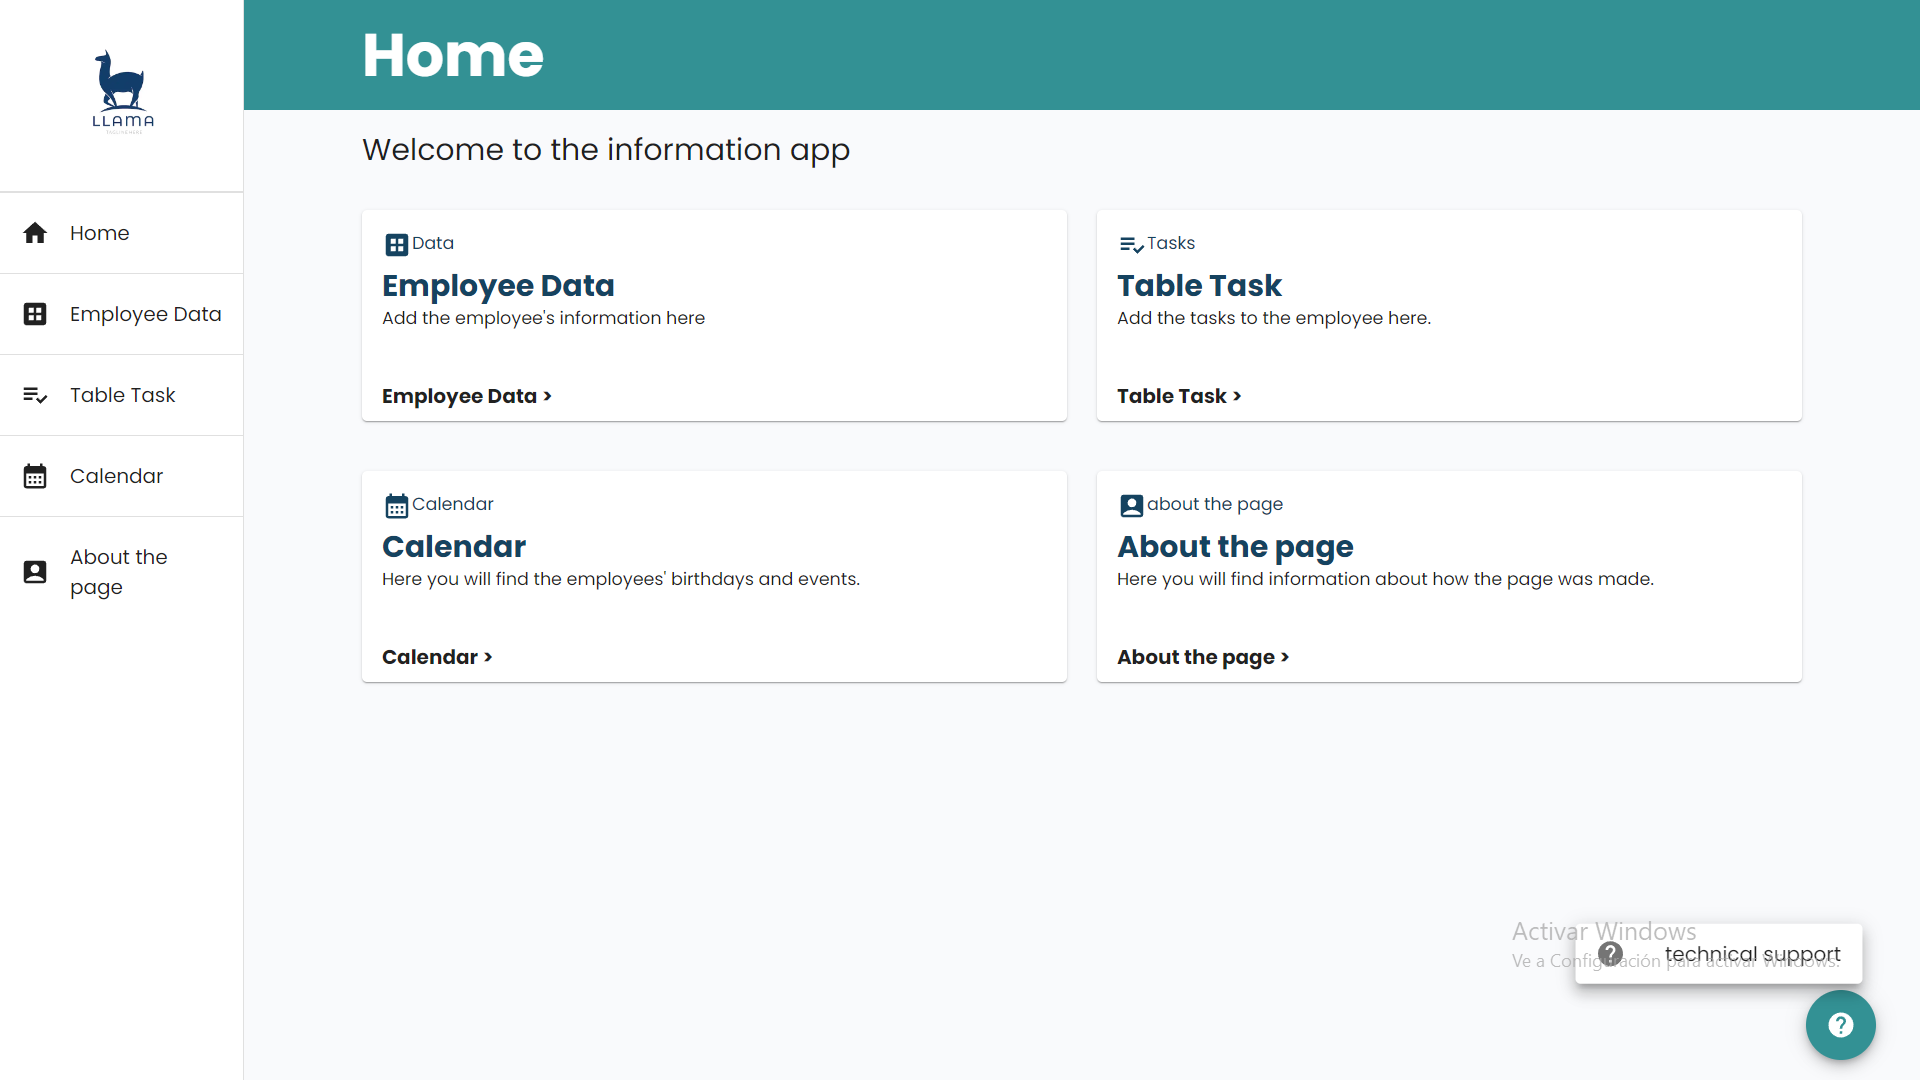 LLAMA
Home
Employee Data
Table Task
Calendar
About the
page
Home
Welcome to the information app
Data
Employee Data
Add the employee's information here
Employee Data >
Tasks
Table Task
Add the tasks to the employee here.
Table Task >
Calendar
Calendar
Here you will find the employees' birthdays and events.
Calendar >
about the page
About the page
Here you will find information about how the page was made.
About the page >
Activar Windows
Ve a Configuración para activar Windows.
technical support